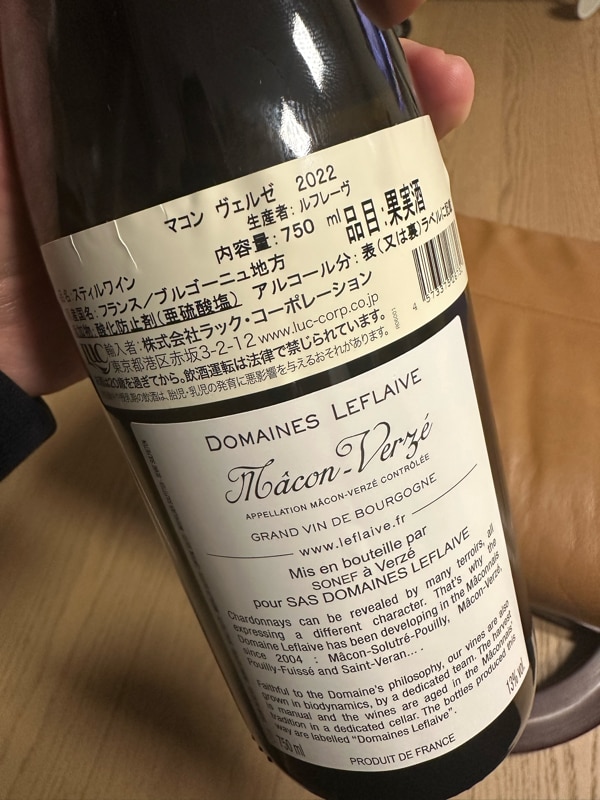 マコン ヴェルゼ 2022
生産者: ルフレーヴ
内容量:750 ml
品目:果実酒
スティルワイン
フランス/ブルゴーニュ地方
アルコール分:表(又は裏)ラベルに
酸化防止剤(亜硫酸塩)
LUC 輸入者:株式会社ラック・コーポレーション
東京都港区赤坂3-2-12 www.luc-corp.co.jp
20歳を過ぎてから。飲酒運転は法律で禁じられています。
の飲酒は、胎児・乳児の発育に悪影響を与えるおそれがあります。
DOMAINES LEFLAIVE
Mâcon-Verzé
APPELLATION MÂCON-VERZÉ CONTRÔLÉE
GRAND VIN DE BOURGOGNE
www.leflaive.fr
Mis en bouteille par
SONEF à Verzé
pour SAS DOMAINES LEFLAIVE
Chardonnays can be revealed by many terroirs, all
expressing a different character. That's why the
Domaine Leflaive has been developing in the Mâconnais
since 2004 : Mâcon-Solutré-Pouilly, Mâcon-Verzé,
Pouilly-Fuissé and Saint-Veran... .
Faithful to the Domaine's philosophy, our vines are also
grown in biodynamics, by a dedicated team. The harvest
is manual and the wines are aged in the Mâconnais
tradition in a dedicated cellar. The bottles produced this
way are labelled "Domaines Leflaive".
750 ml
13% vol.
PRODUCE OF FRANCE